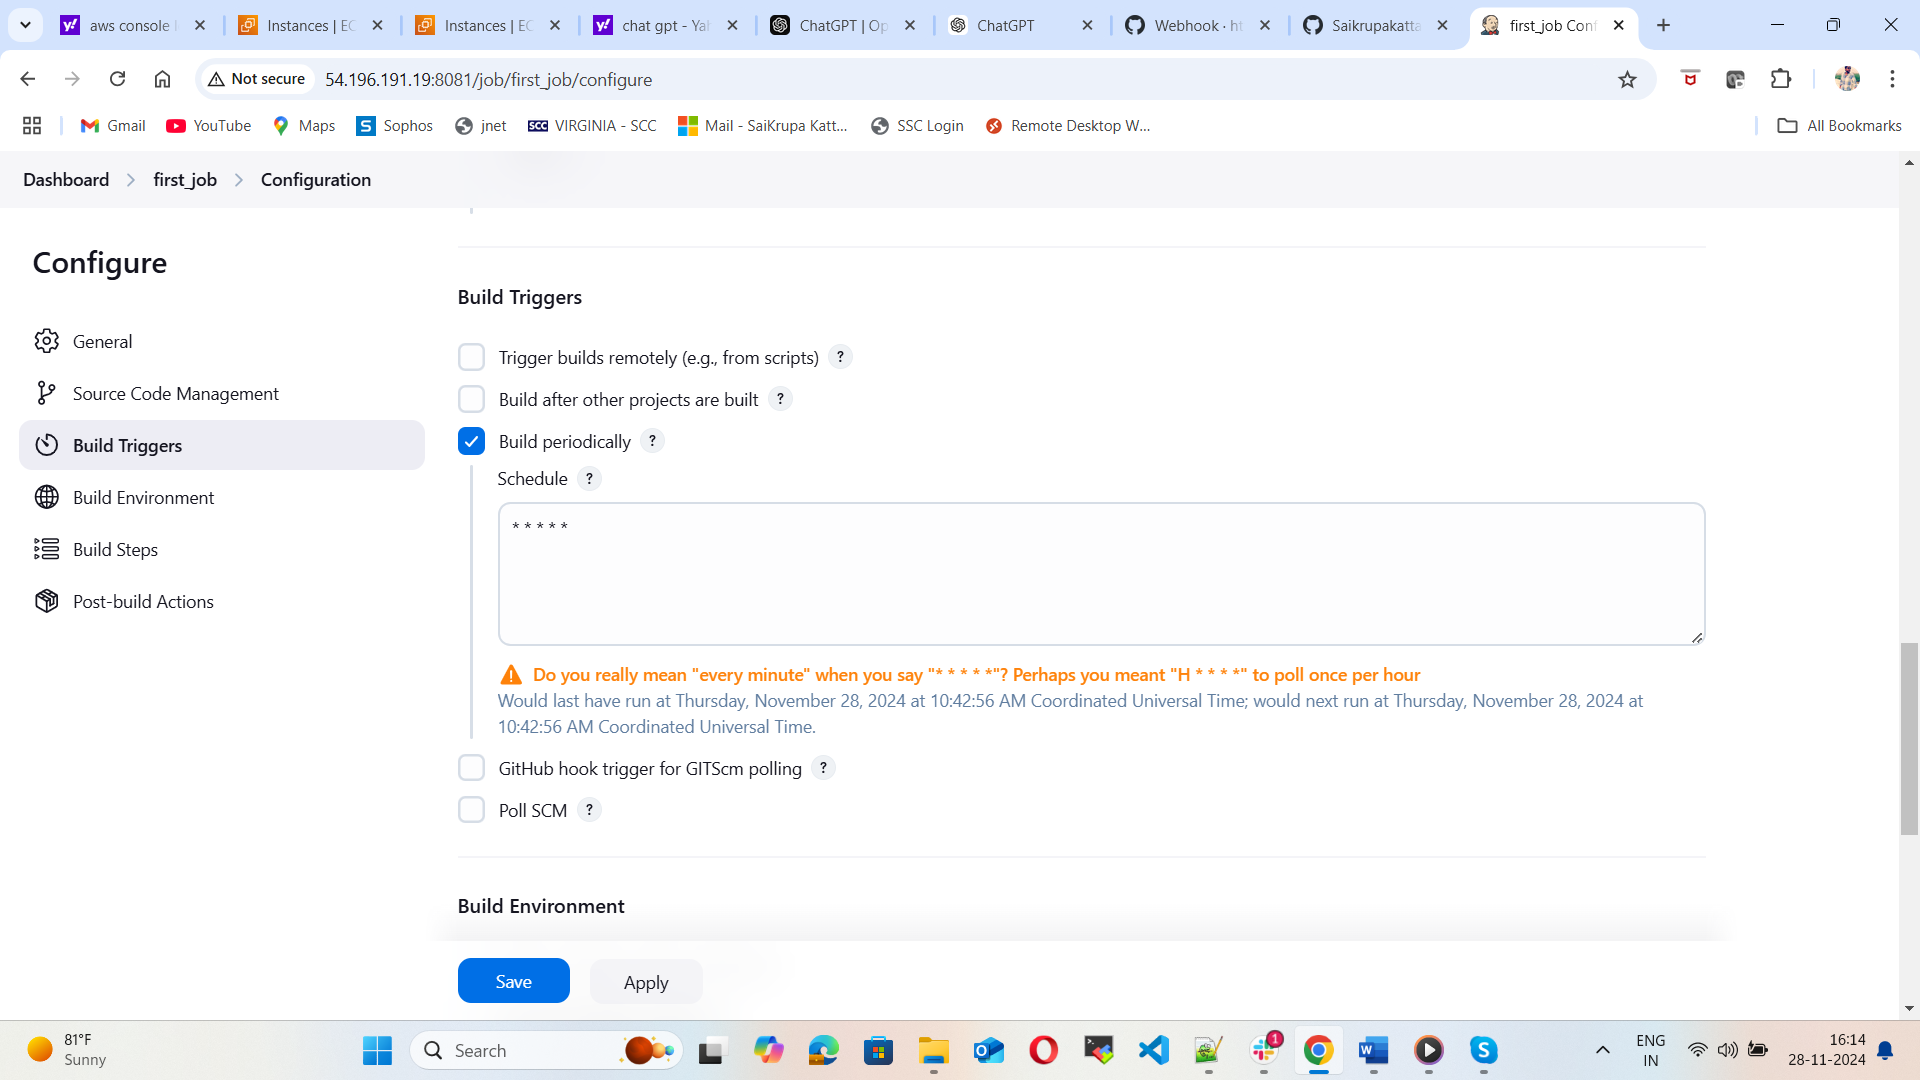 aws console l
Instances | EC
Instances | EC
chat gpt - Yah
ChatGPT | Op
ChatGPT
Webhook · ht
Saikrupakatta
first_job Conf
Not secure
54.196.191.19:8081/job/first_job/configure
Gmail
YouTube
Maps
Sophos
jnet
SCC
VIRGINIA - SCC
Mail - SaiKrupa Katt...
SSC Login
Remote Desktop W...
All Bookmarks
Dashboard
first_job
Configuration
Configure
General
Source Code Management
Build Triggers
Build Environment
Build Steps
Post-build Actions
Build Triggers
Trigger builds remotely (e.g., from scripts) ?
Build after other projects are built ?
Build periodically ?
Schedule ?
* * * * *
Do you really mean "every minute" when you say "* * * * *"? Perhaps you meant "H * * * *" to poll once per hour
Would last have run at Thursday, November 28, 2024 at 10:42:56 AM Coordinated Universal Time; would next run at Thursday, November 28, 2024 at
10:42:56 AM Coordinated Universal Time.
GitHub hook trigger for GITScm polling ?
Poll SCM ?
Build Environment
Save
Apply
81°F
Sunny
Search
1
ENG
IN
16:14
28-11-2024